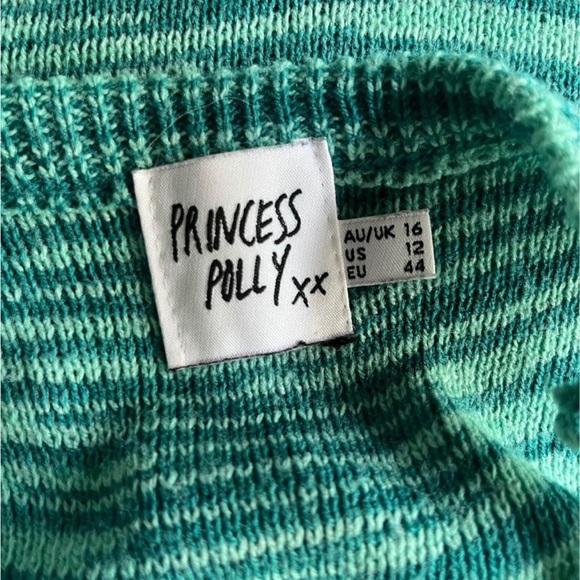 PRINCESS
POLLY xx
AU/UK 16
US 12
EU 44